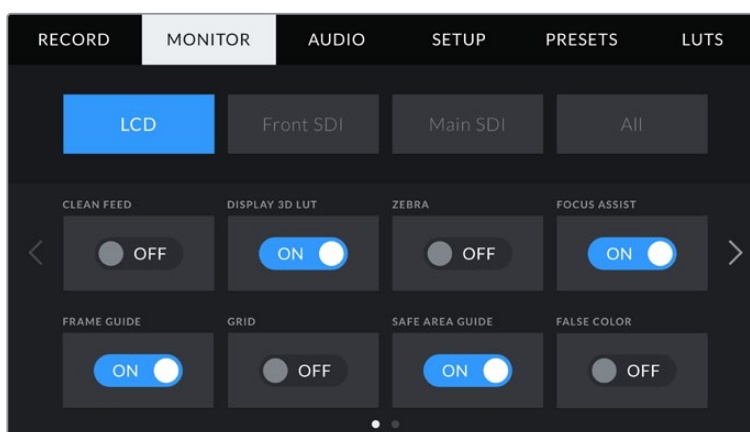 RECORD MONITOR AUDIO SETUP PRESETS LUTS
LCD Front SDI Main SDI All
CLEAN FEED DISPLAY 3D LUT ZEBRA FOCUS ASSIST
OFF ON OFF ON
FRAME GUIDE GRID SAFE AREA GUIDE FALSE COLOR
ON OFF ON OFF